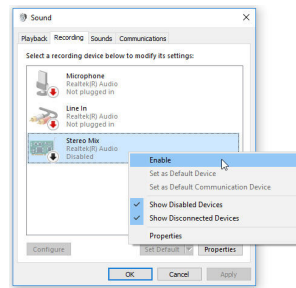 Sound
Playback Recording Sounds Communications
Select a recording device below to modify its settings:
Microphone
Realtek(R) Audio
Not plugged in
Line In
Realtek(R) Audio
Not plugged in
Stereo Mix
Realtek(R) Audio
Disabled
Enable
Set as Default Device
Set as Default Communication Device
Show Disabled Devices
Show Disconnected Devices
Properties
Configure Set Default Properties
OK Cancel Apply